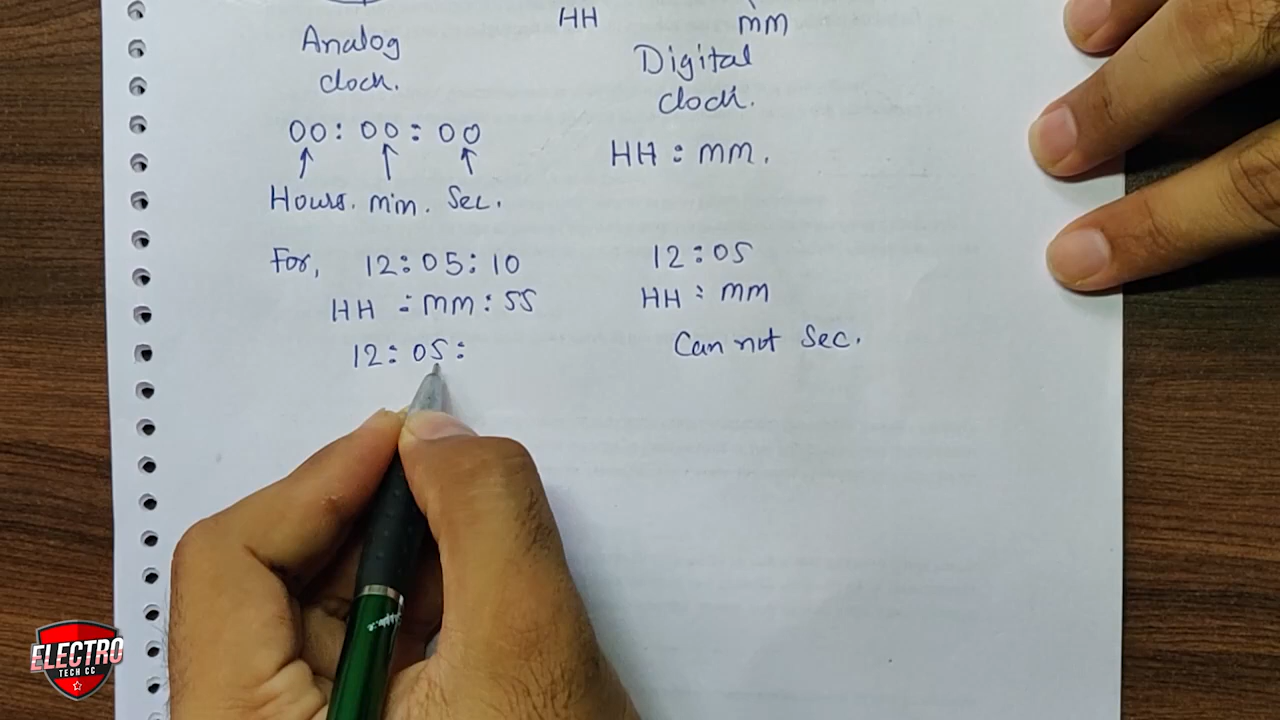 Analog
clock.
00:00:00
Hours. min. Sec.
For, 12:05:10
HH :mm:SS
12:05:
HH mm
Digital
clock.
HH:mm.
12:05
HH:mm
Can not Sec.
ELECTRO
TECH CC